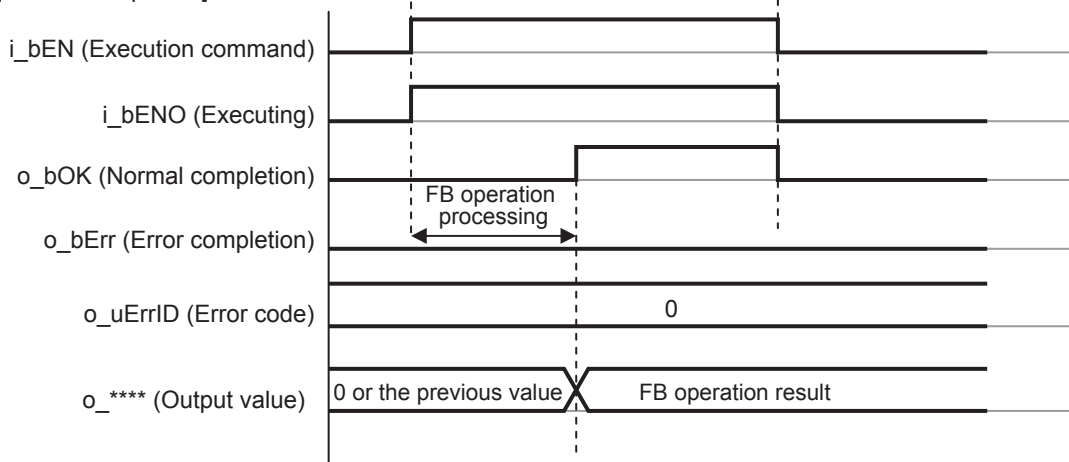 i_bEN (Execution command)
i_bENO (Executing)
o_bOK (Normal completion)
FB operation
processing
o_bErr (Error completion)
o_uErrID (Error code)
0
o_**** (Output value)
0 or the previous value
FB operation result